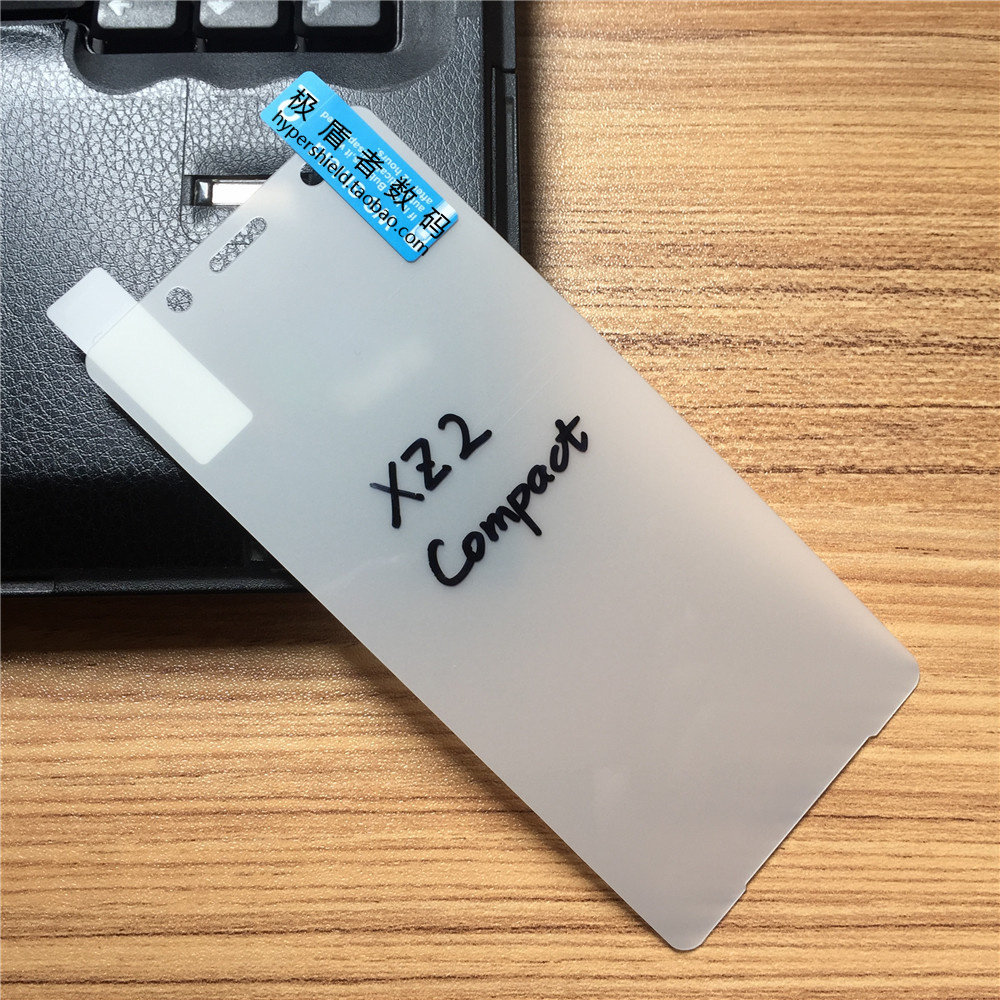 极盾者数码
hypershield.taobao.com
XZ2
Compact